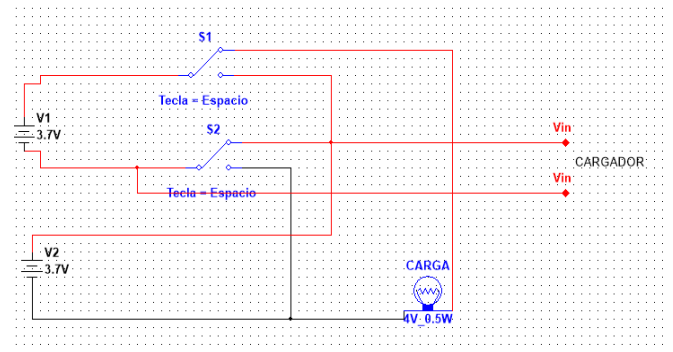 S1
Tecla = Espacio
V1
3.7V
S2
Vin
CARGADOR
Vin
Tecla = Espacio
V2
3.7V
CARGA
4V_0.5W